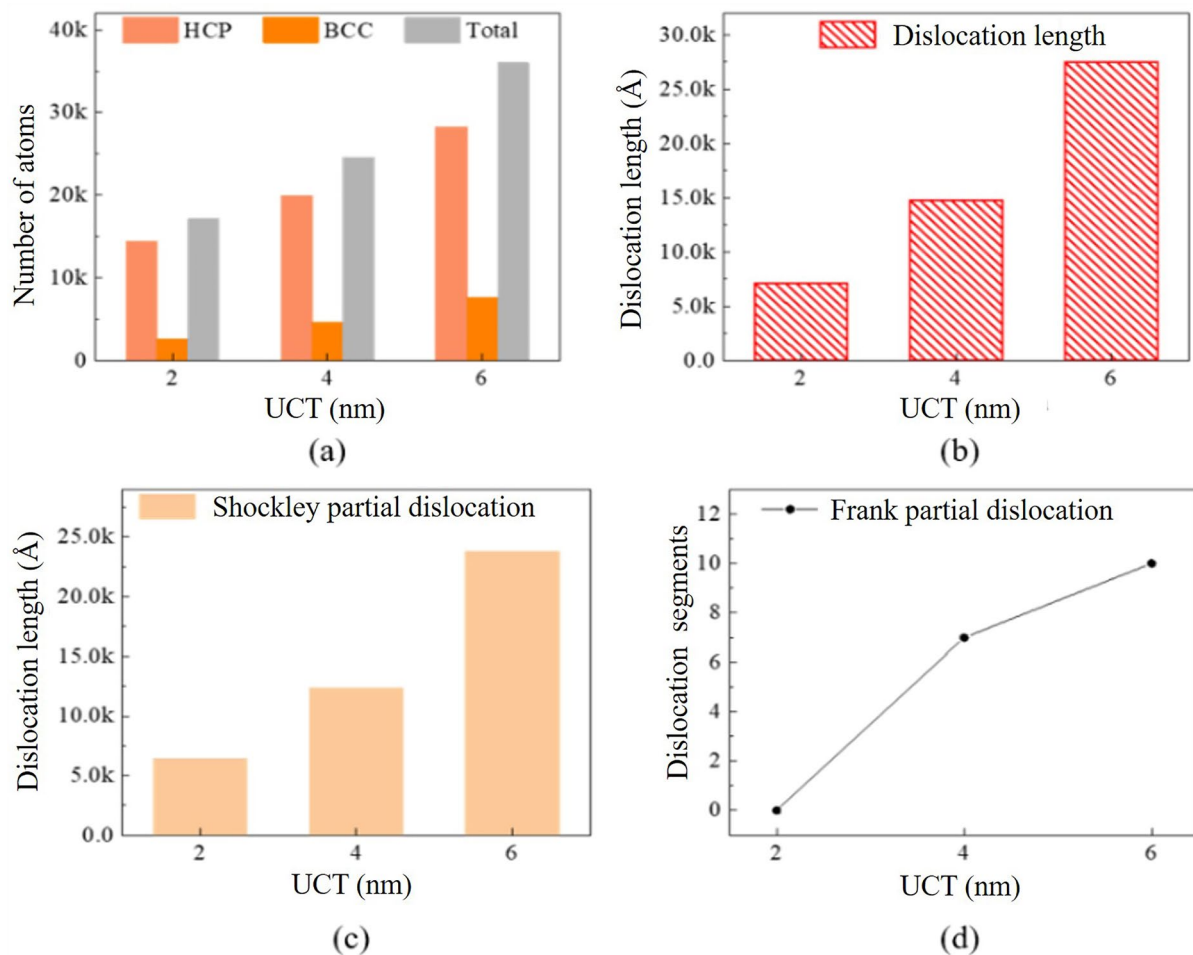 HCP BCC Total
Number of atoms
40k
30k
20k
10k
0
2 4 6
UCT (nm)
(a)
Dislocation length
Dislocation length (Å)
30.0k
25.0k
20.0k
15.0k
10.0k
5.0k
0.0
2 4 6
UCT (nm)
(b)
Shockley partial dislocation
Dislocation length (Å)
25.0k
20.0k
15.0k
10.0k
5.0k
0.0
2 4 6
UCT (nm)
(c)
Frank partial dislocation
Dislocation segments
12
10
8
6
4
2
0
2 4 6
UCT (nm)
(d)